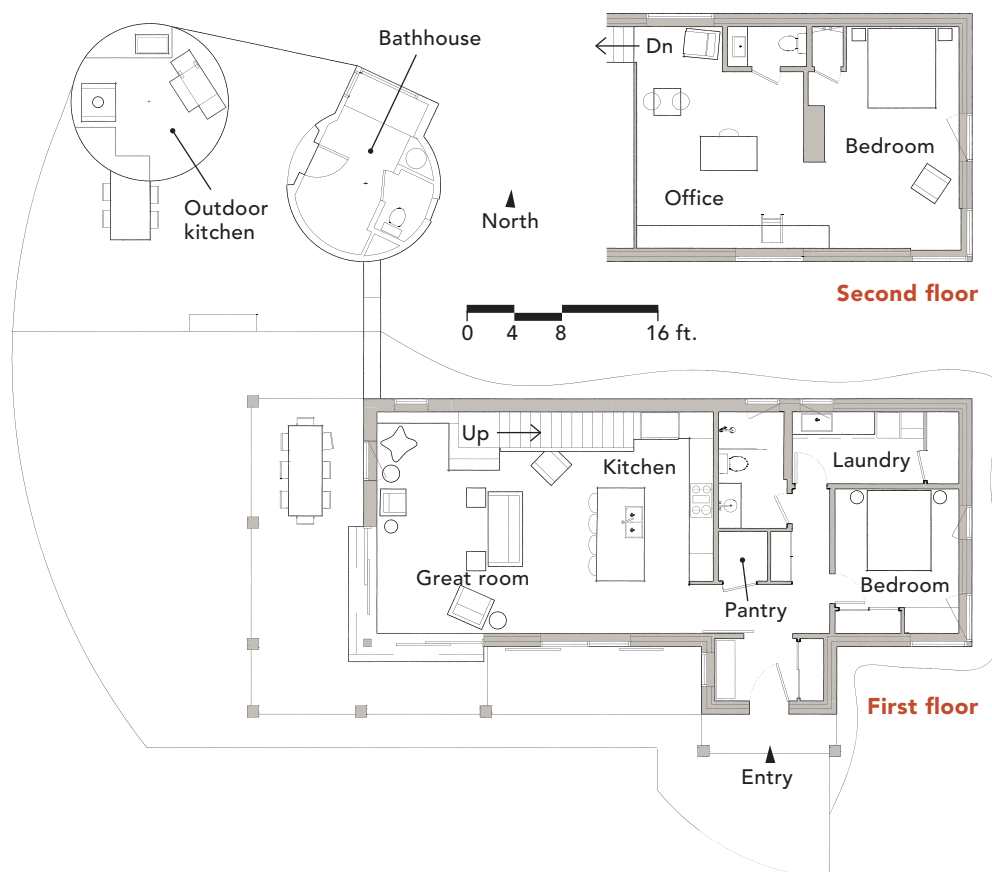 Bathhouse
Dn
Bedroom
Office
Outdoor
kitchen
North
Second floor
0 4 8 16 ft.
Up
Kitchen
Laundry
Great room
Bedroom
Pantry
First floor
Entry